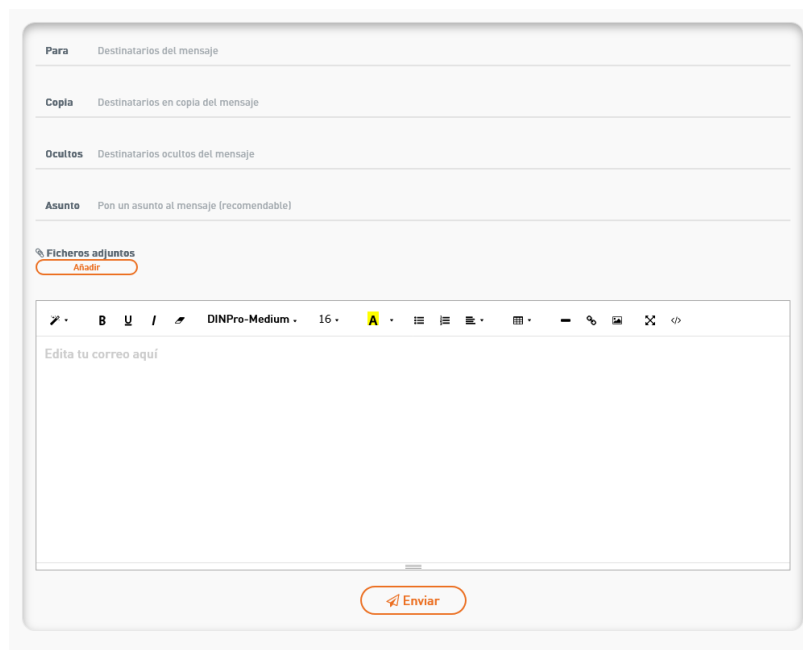 Para Destinatarios del mensaje
Copia Destinatarios en copia del mensaje
Ocultos Destinatarios ocultos del mensaje
Asunto Pon un asunto al mensaje (recomendable)
Ficheros adjuntos
Añadir
B U I DINPro-Medium 16 A
Edita tu correo aquí
Enviar